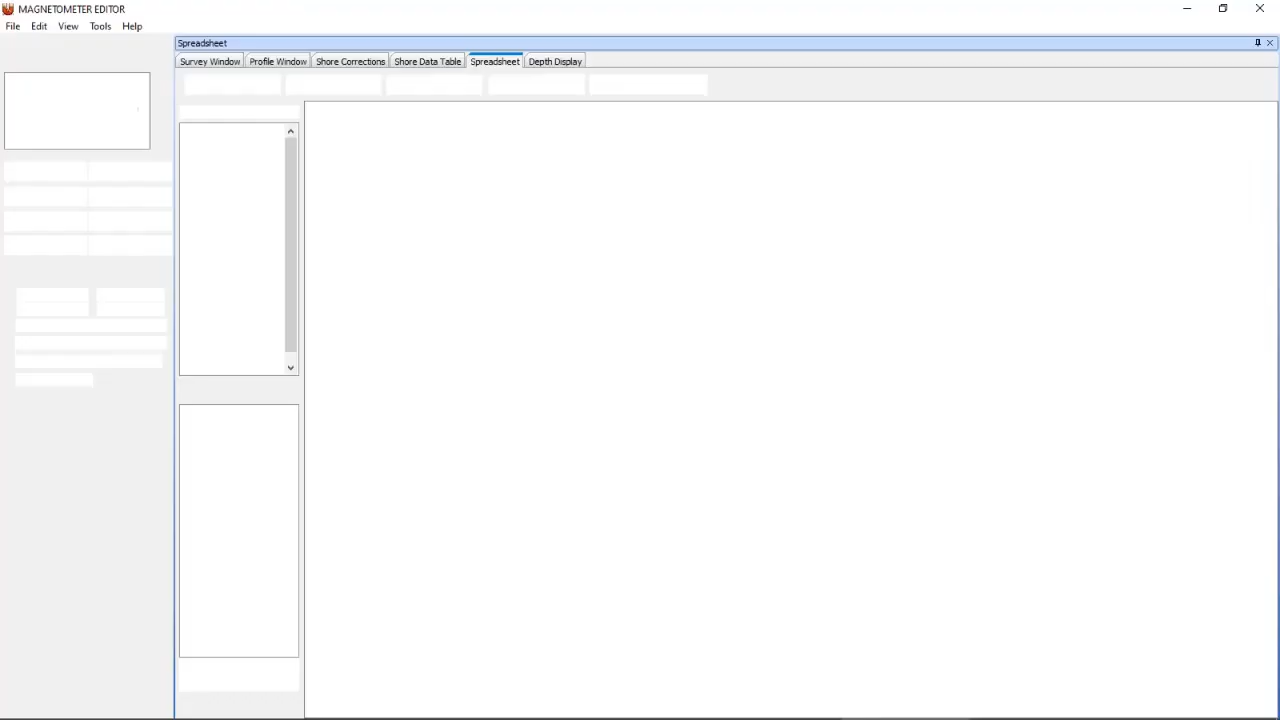 MAGNETOMETER EDITOR
File Edit View Tools Help
Spreadsheet
Survey Window Profile Window Shore Corrections Shore Data Table Spreadsheet Depth Display